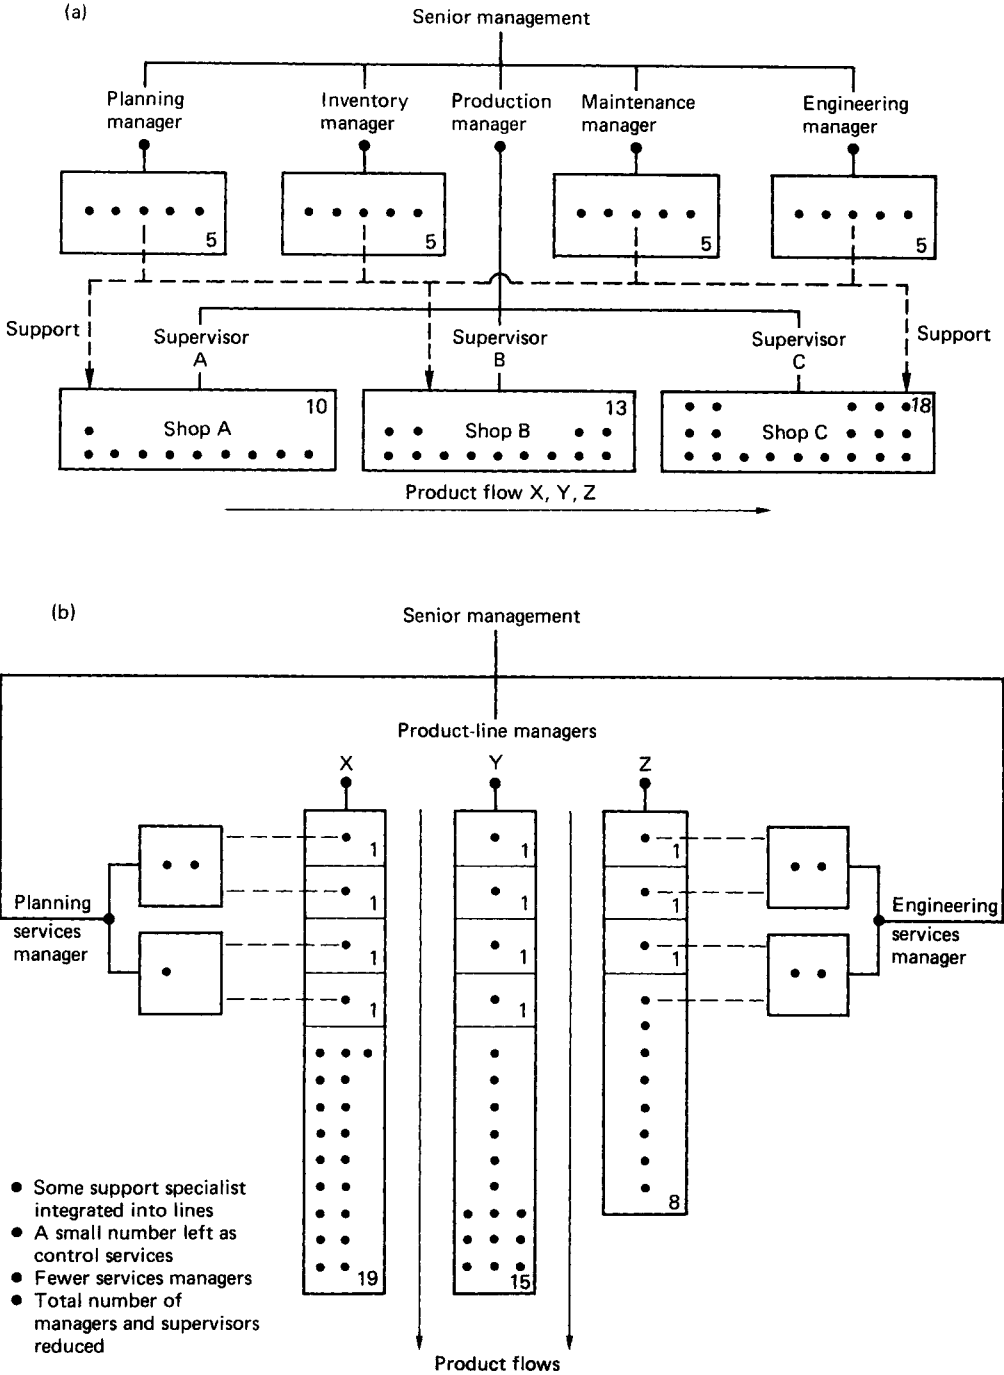 (a)
Senior management
Planning
manager
Inventory
manager
Production
manager
Maintenance
manager
Engineering
manager
5
5
5
5
Support
Supervisor
A
Supervisor
B
Supervisor
C
Support
10
Shop A
13
Shop B
18
Shop C
Product flow X, Y, Z
(b)
Senior management
Product-line managers
X
Y
Z
1
1
1
1
1
1
1
1
1
1
1
Planning
services
manager
Engineering
services
manager
19
15
8
● Some support specialist
integrated into lines
● A small number left as
control services
● Fewer services managers
● Total number of
managers and supervisors
reduced
Product flows